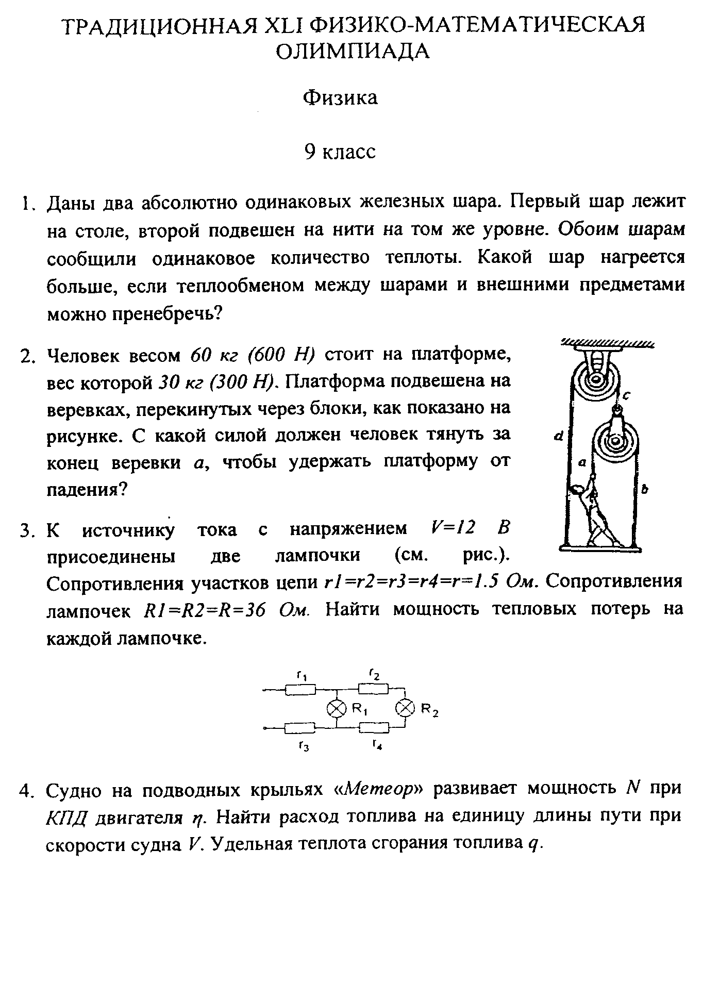 ТРАДИЦИОННАЯ XLI ФИЗИКО-МАТЕМАТИЧЕСКАЯ
ОЛИМПИАДА
Физика
9 класс
1. Даны два абсолютно одинаковых железных шара. Первый шар лежит
на столе, второй подвешен на нити на том же уровне. Обоим шарам
сообщили одинаковое количество теплоты. Какой шар нагреется
больше, если теплообменом между шарами и внешними предметами
можно пренебречь?
2. Человек весом 60 кг (600 Н) стоит на платформе,
вес которой 30 кг (300 Н). Платформа подвешена на
веревках, перекинутых через блоки, как показано на
рисунке. С какой силой должен человек тянуть за
конец веревки а, чтобы удержать платформу от
падения?
c
d
a
b
3. К источнику тока с напряжением V=12 В
присоединены две лампочки (см. рис.).
Сопротивления участков цепи r1=r2=r3=r4=r=1.5 Ом. Сопротивления
лампочек R1=R2=R=36 Ом. Найти мощность тепловых потерь на
каждой лампочке.
r1 r2
R1 R2
r3 r4
4. Судно на подводных крыльях «Метеор» развивает мощность N при
КПД двигателя η. Найти расход топлива на единицу длины пути при
скорости судна V. Удельная теплота сгорания топлива q.